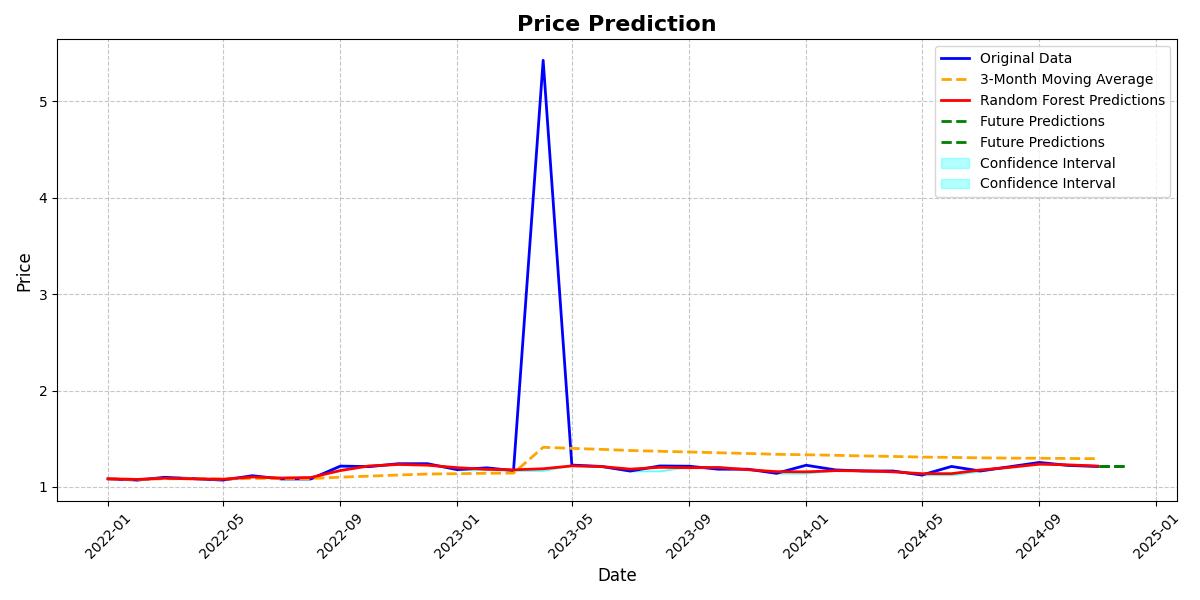 Price Prediction
Original Data
3-Month Moving Average
Random Forest Predictions
Future Predictions
Future Predictions
Confidence Interval
Confidence Interval
Price
5
4
3
2
1
2022-01
2022-05
2022-09
2023-01
2023-05
2023-09
2024-01
2024-05
2024-09
2025-01
Date